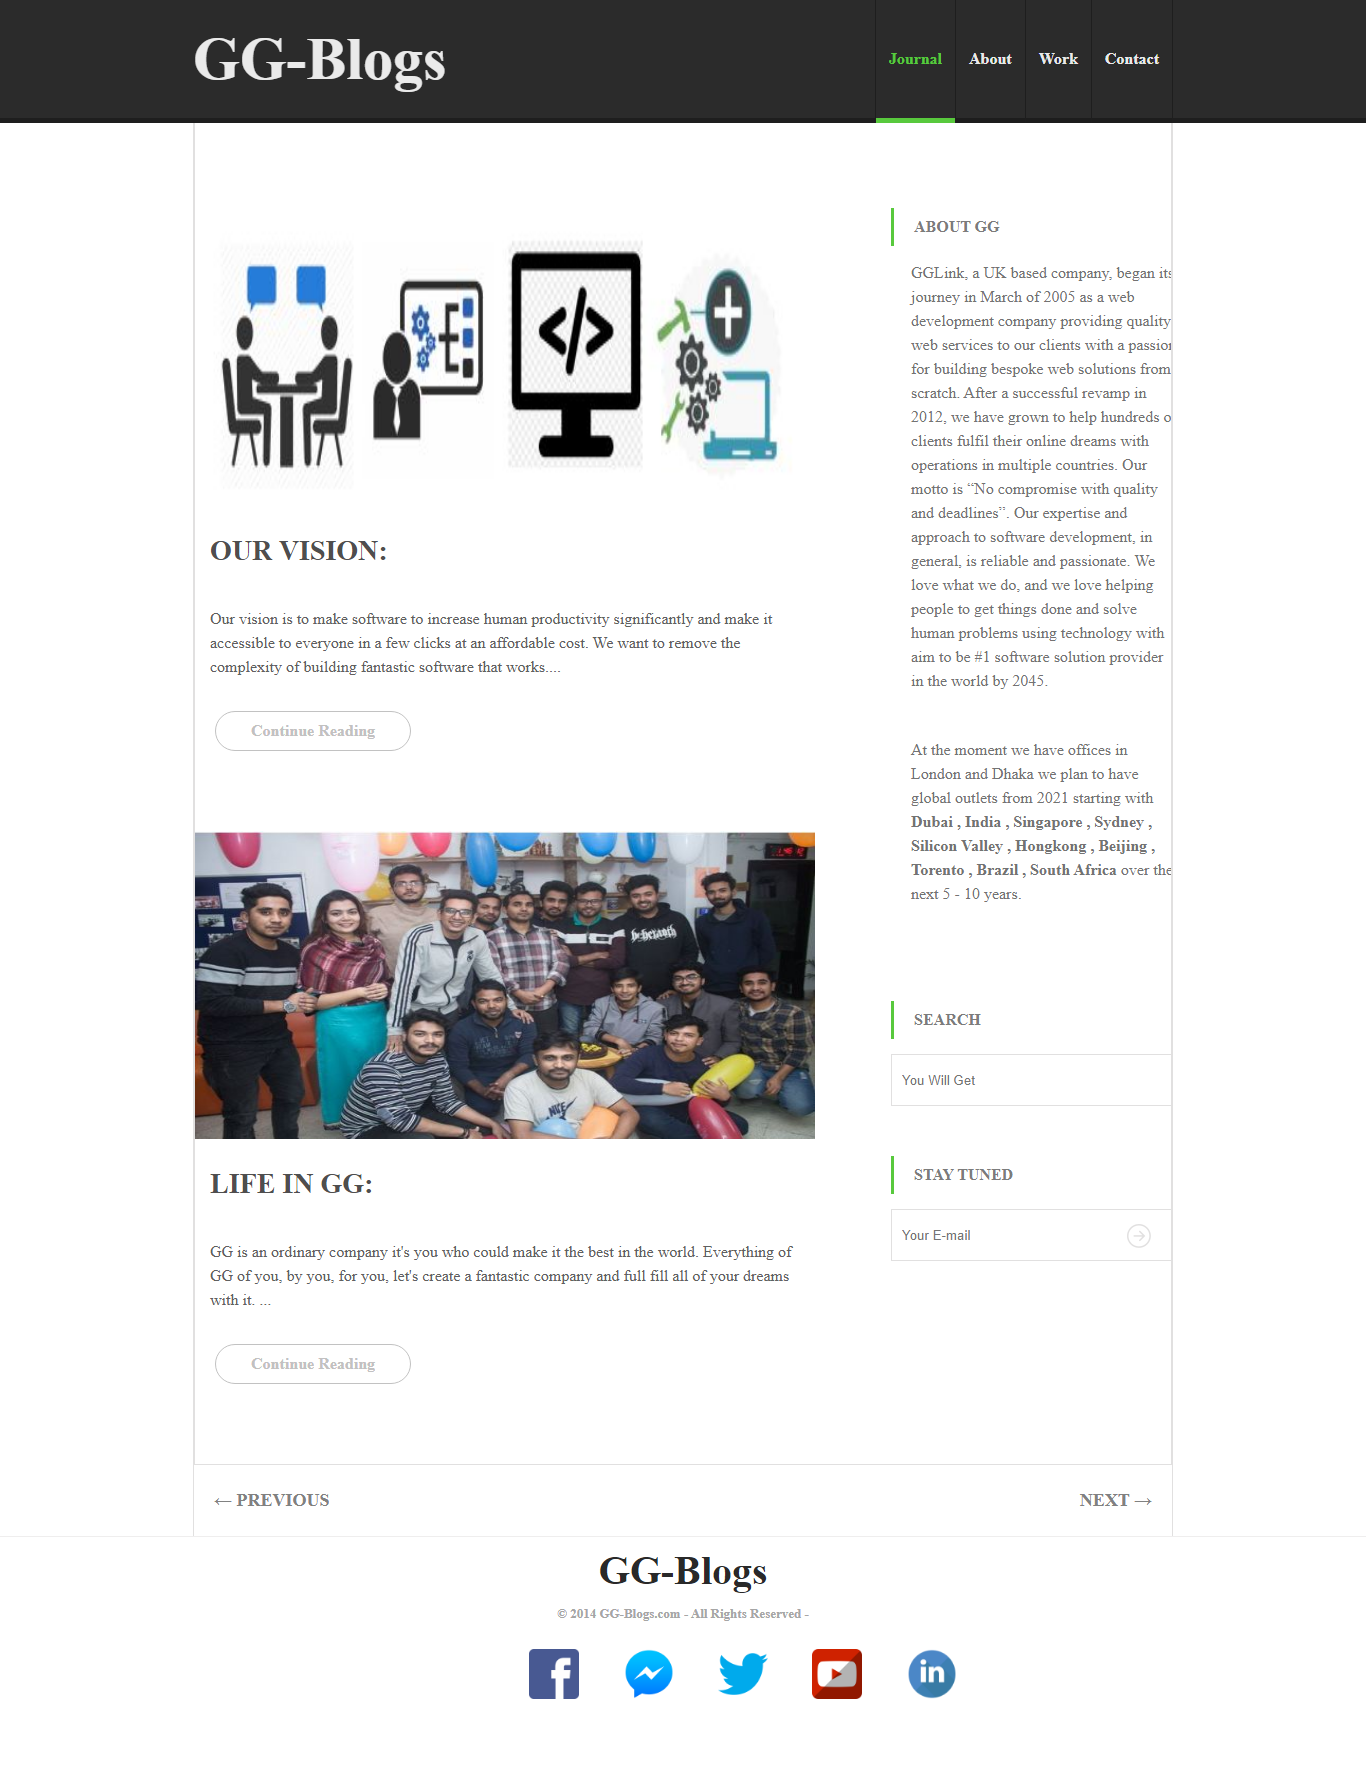 GG-Blogs
Journal
About
Work
Contact
OUR VISION:
Our vision is to make software to increase human productivity significantly and make it
accessible to everyone in a few clicks at an affordable cost. We want to remove the
complexity of building fantastic software that works....
Continue Reading
behemoth
LIFE IN GG:
GG is an ordinary company it's you who could make it the best in the world. Everything of
GG of you, by you, for you, let's create a fantastic company and full fill all of your dreams
with it. ...
Continue Reading
ABOUT GG
GGLink, a UK based company, began its
journey in March of 2005 as a web
development company providing quality
web services to our clients with a passion
for building bespoke web solutions from
scratch. After a successful revamp in
2012, we have grown to help hundreds o
clients fulfil their online dreams with
operations in multiple countries. Our
motto is “No compromise with quality
and deadlines”. Our expertise and
approach to software development, in
general, is reliable and passionate. We
love what we do, and we love helping
people to get things done and solve
human problems using technology with
aim to be #1 software solution provider
in the world by 2045.
At the moment we have offices in
London and Dhaka we plan to have
global outlets from 2021 starting with
Dubai , India , Singapore , Sydney ,
Silicon Valley , Hongkong , Beijing ,
Torento , Brazil , South Africa over the
next 5 - 10 years.
SEARCH
You Will Get
STAY TUNED
Your E-mail
← PREVIOUS
NEXT →
GG-Blogs
© 2014 GG-Blogs.com - All Rights Reserved -
f
in